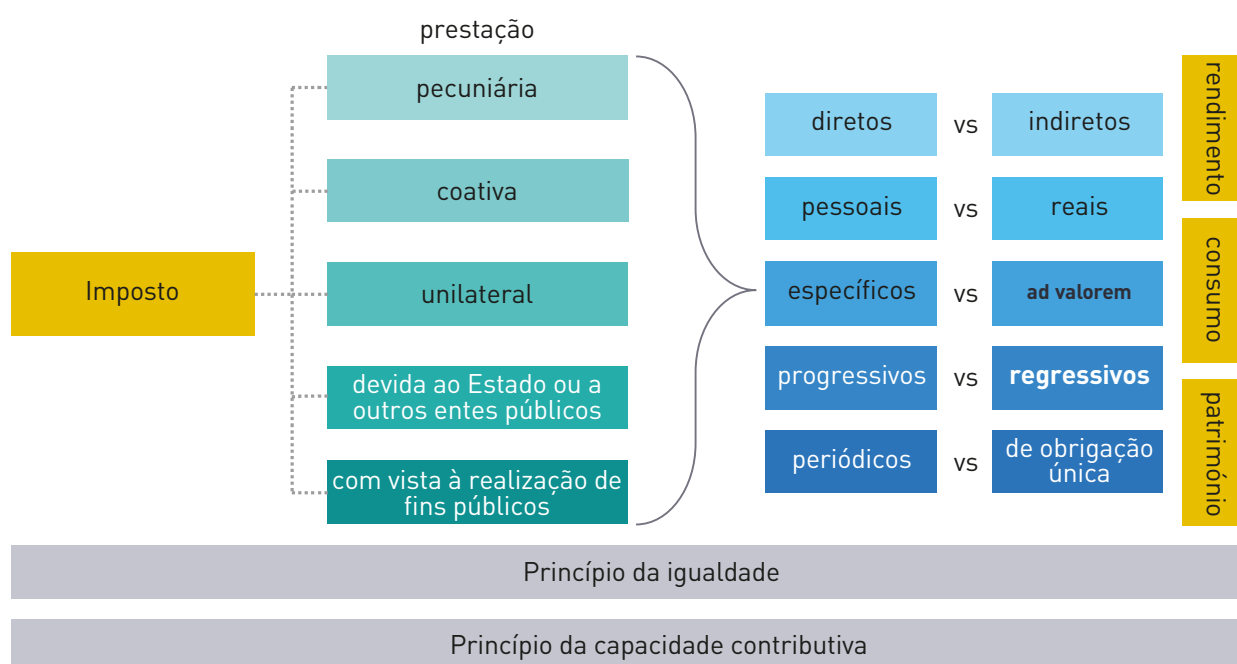 prestação
Imposto
pecuniária
coativa
unilateral
devida ao Estado ou a
outros entes públicos
com vista à realização de
fins públicos
diretos vs indiretos
pessoais vs reais
específicos vs ad valorem
progressivos vs regressivos
periódicos vs de obrigação
única
rendimento
consumo
património
Princípio da igualdade
Princípio da capacidade contributiva